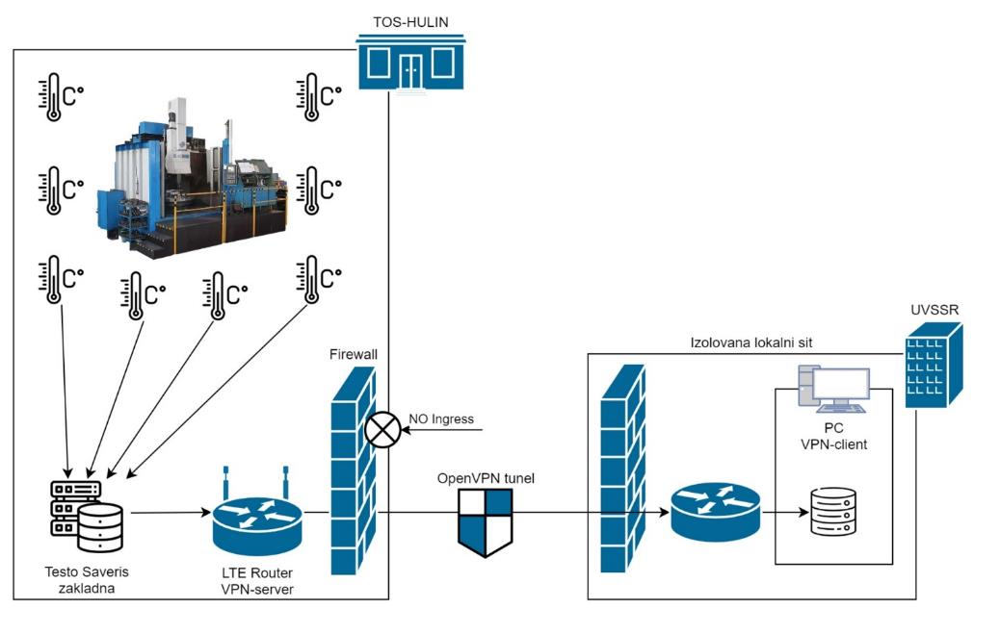 TOS-HULIN
C°
C°
C°
C°
C°
C°
C°
C°
UVSSR
Izolovana lokalni sit
Firewall
NO Ingress
PC
VPN-client
OpenVPN tunel
Testo Saveris
zakladna
LTE Router
VPN-server